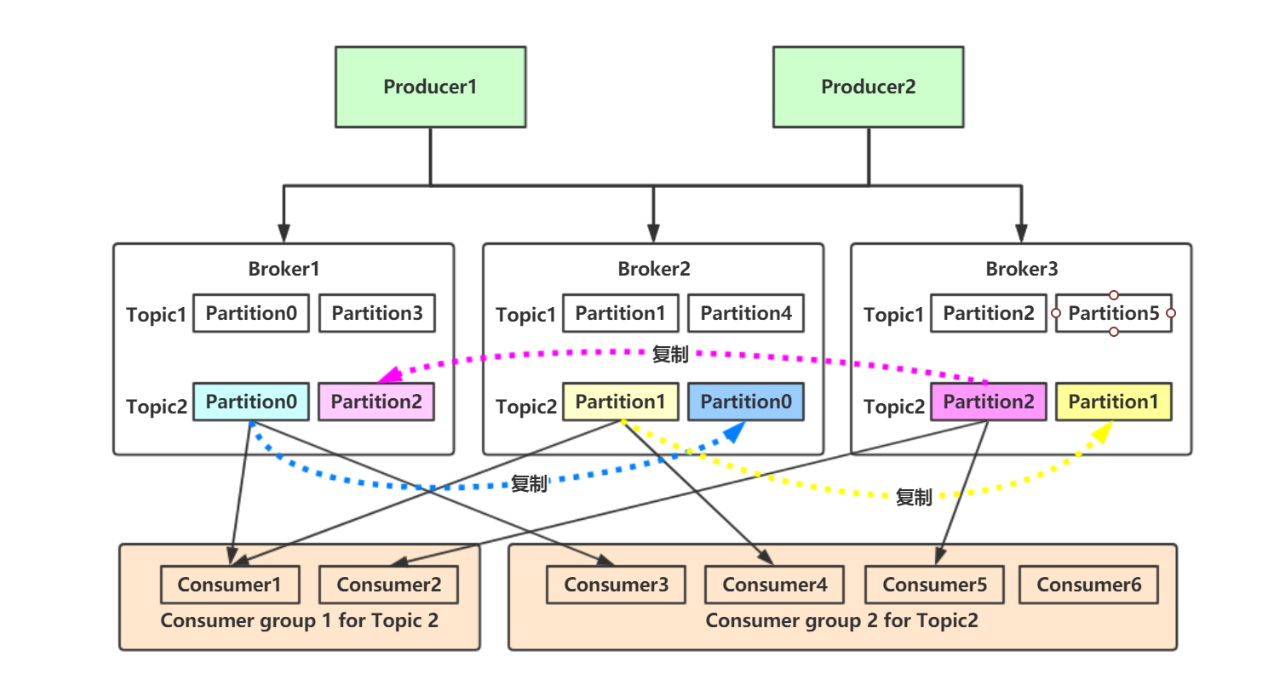 Producer1
Producer2
Broker1
Broker2
Broker3
Topic1 Partition0 Partition3
Topic1 Partition1 Partition4
Topic1 Partition2 Partition5
复制
Topic2 Partition0 Partition2
Topic2 Partition1 Partition0
Topic2 Partition2 Partition1
复制
复制
Consumer1 Consumer2
Consumer group 1 for Topic 2
Consumer3 Consumer4 Consumer5 Consumer6
Consumer group 2 for Topic2